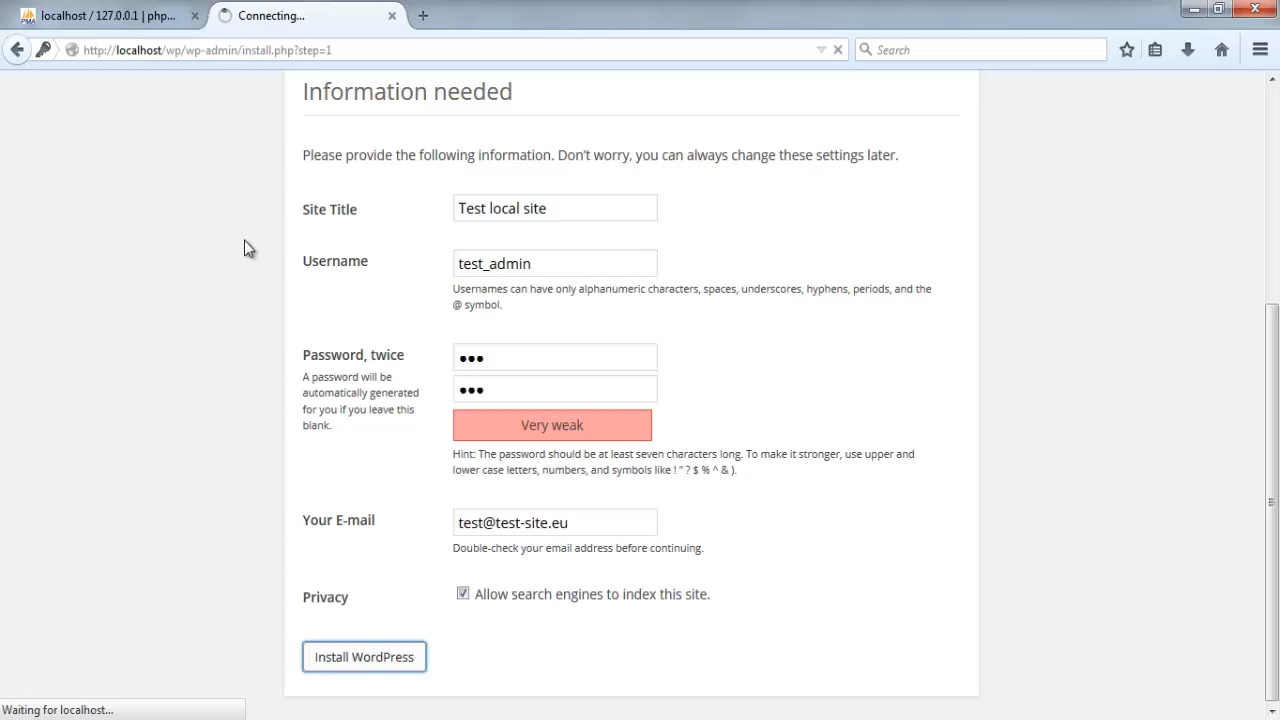 localhost / 127.0.0.1 | php...
Connecting...
http://localhost/wp/wp-admin/install.php?step=1
Search
Information needed
Please provide the following information. Don't worry, you can always change these settings later.
Site Title
Test local site
Username
test_admin
Usernames can have only alphanumeric characters, spaces, underscores, hyphens, periods, and the
@ symbol.
Password, twice
A password will be
automatically generated
for you if you leave this
blank.
•••
•••
Very weak
Hint: The password should be at least seven characters long. To make it stronger, use upper and
lower case letters, numbers, and symbols like ! " ? $ % ^ & ).
Your E-mail
test@test-site.eu
Double-check your email address before continuing.
Privacy
Allow search engines to index this site.
Install WordPress
Waiting for localhost...